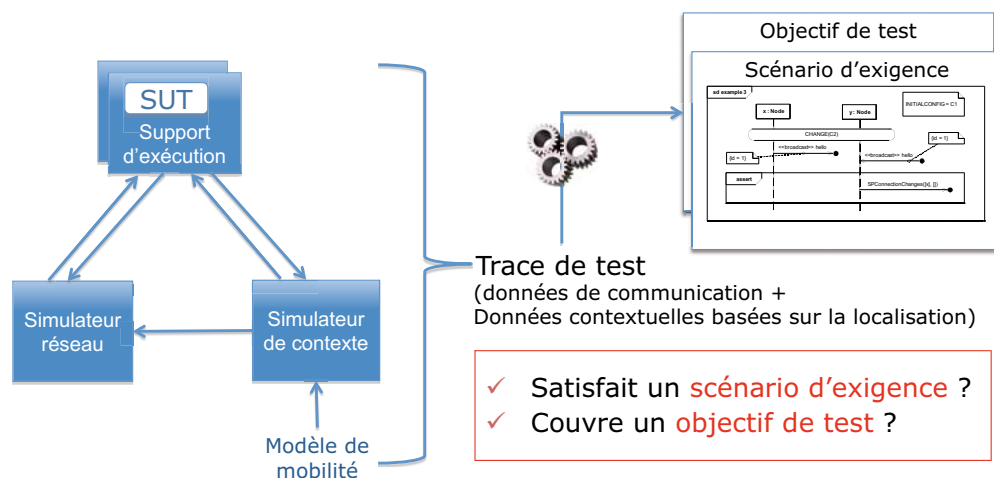 SUT
Support
d'exécution
Simulateur
réseau
Simulateur
de contexte
Modèle de
mobilité
Objectif de test
Scénario d'exigence
sd example 3
x : Node
y: Node
INITIALCONFIG = C1
CHANGE(C2)
{id = 1}
<<broadcast>> hello
<<broadcast>> hello
{id = 1}
assert
SPConnectionChanges([x], [])
Trace de test
(données de communication +
Données contextuelles basées sur la localisation)
✓ Satisfait un scénario d'exigence ?
✓ Couvre un objectif de test ?